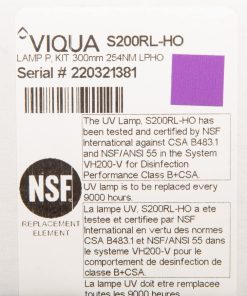 VIQUA S200RL-HO
LAMP P, KIT 300mm 254NM LPHO
Serial # 220321381
The UV Lamp, S200RL-HO has
been tested and certified by NSF
International against CSA B483.1
and NSF/ANSI 55 in the System
VH200-V for Disinfection
Performance Class B+CSA.
UV lamp is to be replaced every
9000 hours.
NSF
REPLACEMENT
ELEMENT
La lampe UV, S200RL-HO a ete
testee et certifiee par NSF
International en vertu des normes
CSA B483.1 et NSF/ANSI 55 dans
le systeme VH200-V pour le
comportement de desinfection de
classe B+CSA.
La lampe UV doit etre remplacee
toutes les 9000 heures.